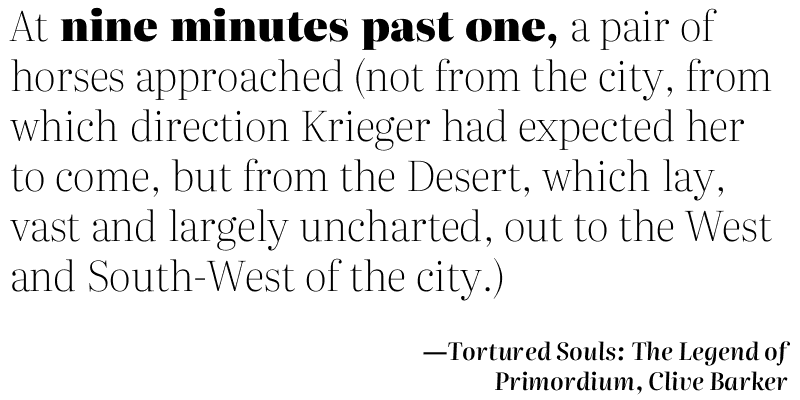 At nine minutes past one, a pair of
horses approached (not from the city, from
which direction Krieger had expected her
to come, but from the Desert, which lay,
vast and largely uncharted, out to the West
and South-West of the city.)
—Tortured Souls: The Legend of
Primordium, Clive Barker